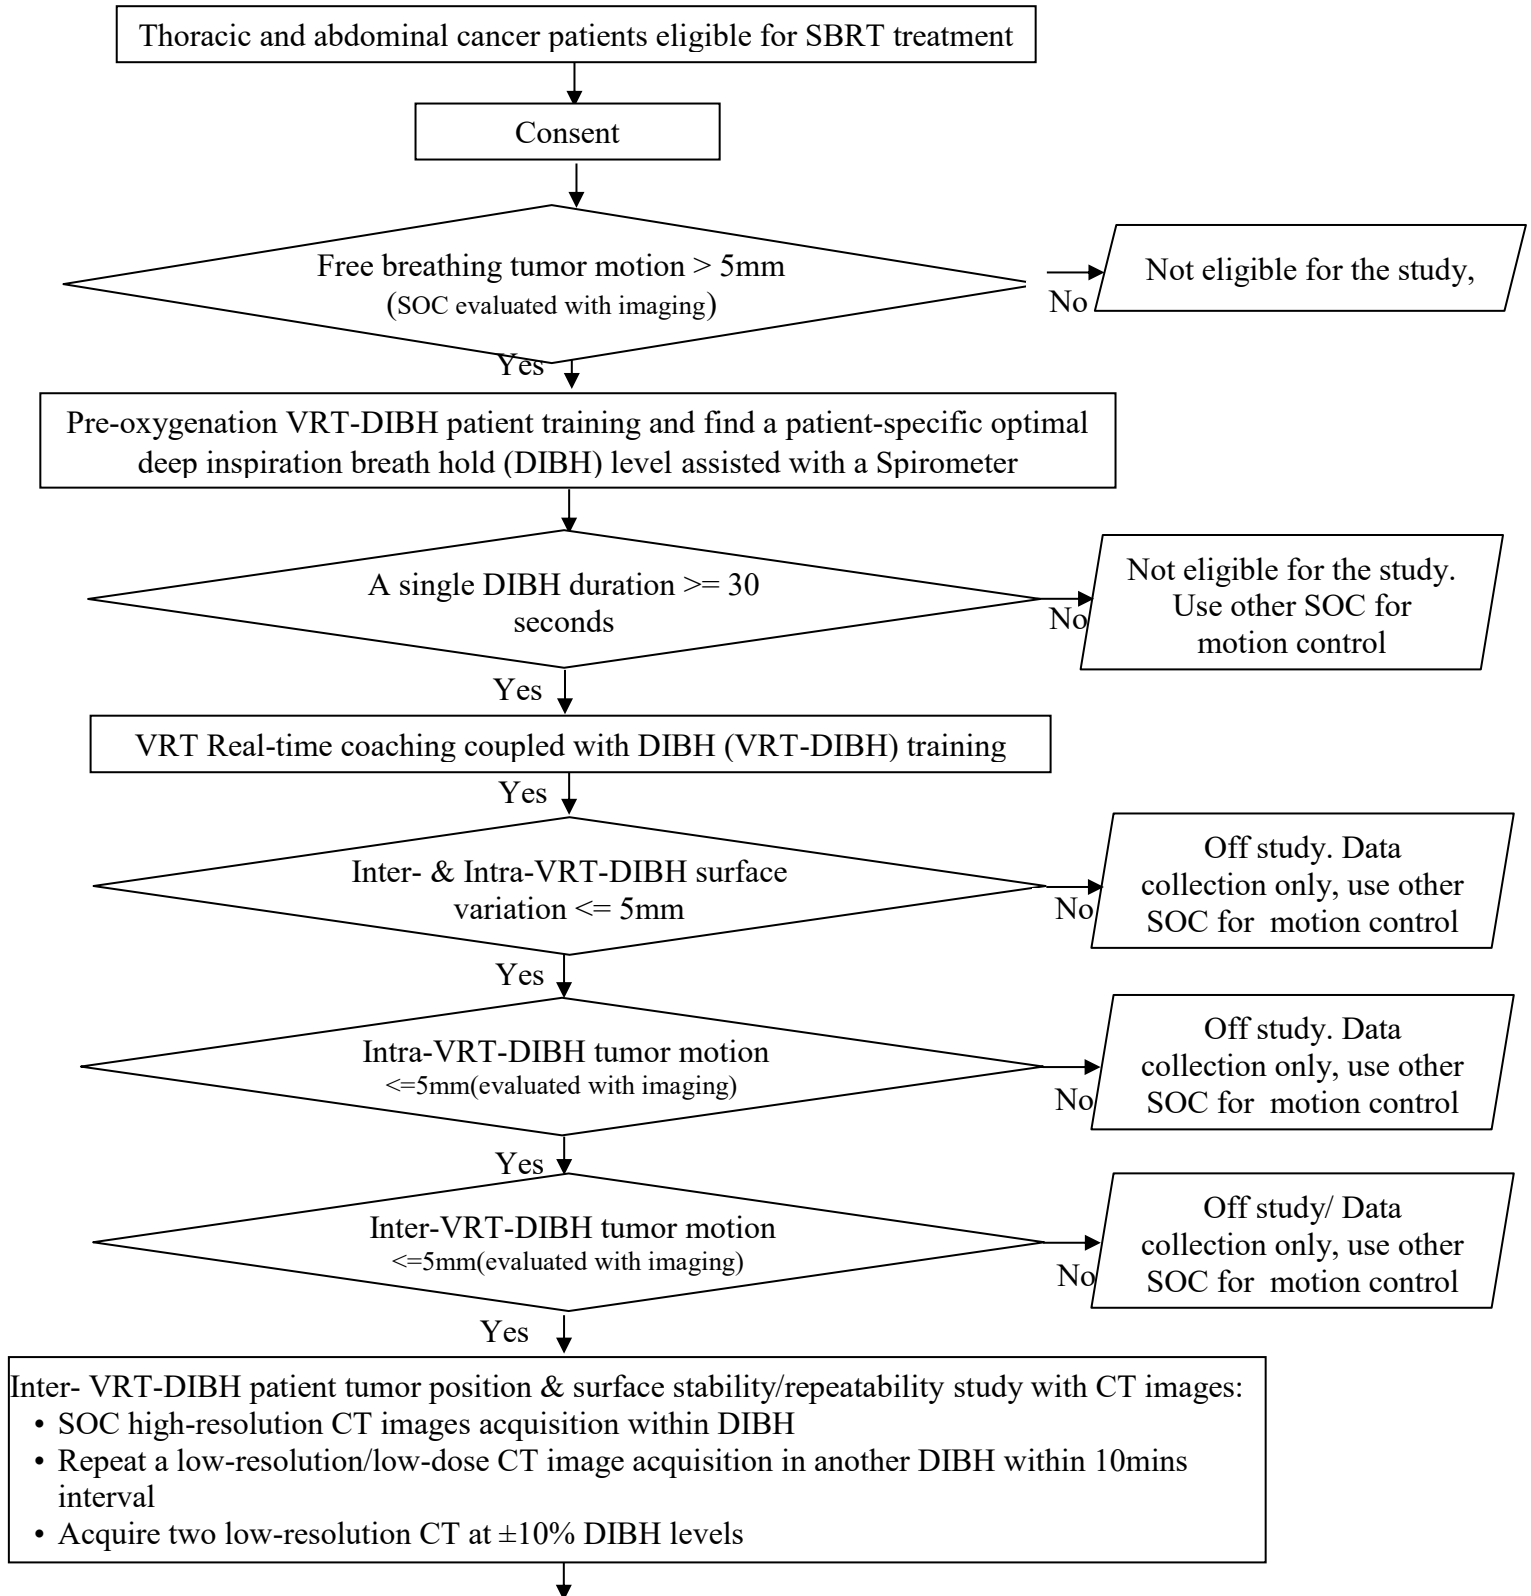 Thoracic and abdominal cancer patients eligible for SBRT treatment
Consent
Free breathing tumor motion > 5mm
(SOC evaluated with imaging)
No
Not eligible for the study,
Yes
Pre-oxygenation VRT-DIBH patient training and find a patient-specific optimal
deep inspiration breath hold (DIBH) level assisted with a Spirometer
A single DIBH duration >= 30
seconds
No
Not eligible for the study.
Use other SOC for
motion control
Yes
VRT Real-time coaching coupled with DIBH (VRT-DIBH) training
Yes
Inter- & Intra-VRT-DIBH surface
variation <= 5mm
No
Off study. Data
collection only, use other
SOC for  motion control
Yes
Intra-VRT-DIBH tumor motion
<=5mm(evaluated with imaging)
No
Off study. Data
collection only, use other
SOC for  motion control
Yes
Inter-VRT-DIBH tumor motion
<=5mm(evaluated with imaging)
No
Off study/ Data
collection only, use other
SOC for  motion control
Yes
Inter- VRT-DIBH patient tumor position & surface stability/repeatability study with CT images:
• SOC high-resolution CT images acquisition within DIBH
• Repeat a low-resolution/low-dose CT image acquisition in another DIBH within 10mins
interval
• Acquire two low-resolution CT at ±10% DIBH levels